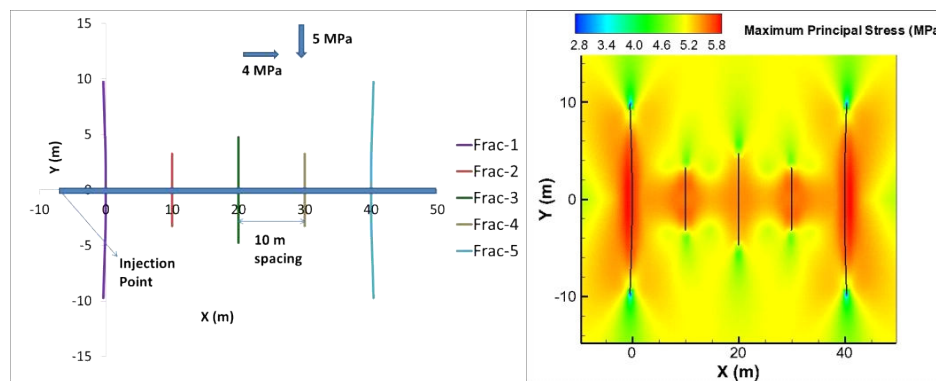 15
10
5
0
-5
-10
-15
Y (m)
5 MPa
4 MPa
-10
0
10
20
30
40
50
10 m
spacing
Injection
Point
X (m)
Frac-1
Frac-2
Frac-3
Frac-4
Frac-5
Maximum Principal Stress (MPa
2.8 3.4 4.0 4.6 5.2 5.8
10
0
-10
Y (m)
0 20 40
X (m)